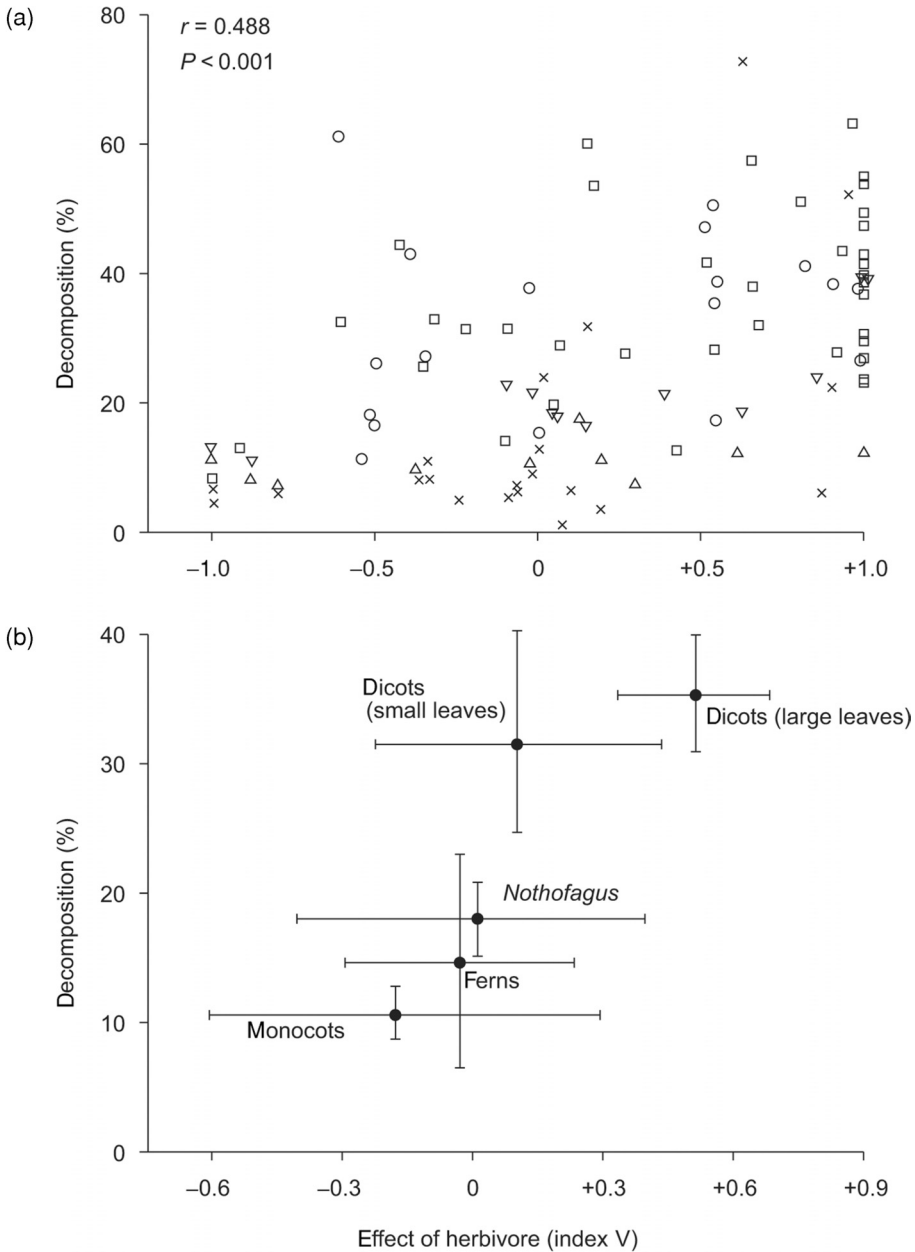 (a)
r = 0.488
P < 0.001
80
60
40
20
0
Decomposition (%)
–1.0 –0.5 0 +0.5 +1.0
(b)
40
30
20
10
0
Decomposition (%)
Dicots
(small leaves)
Dicots (large leaves)
Nothofagus
Ferns
Monocots
–0.6 –0.3 0 +0.3 +0.6 +0.9
Effect of herbivore (index V)